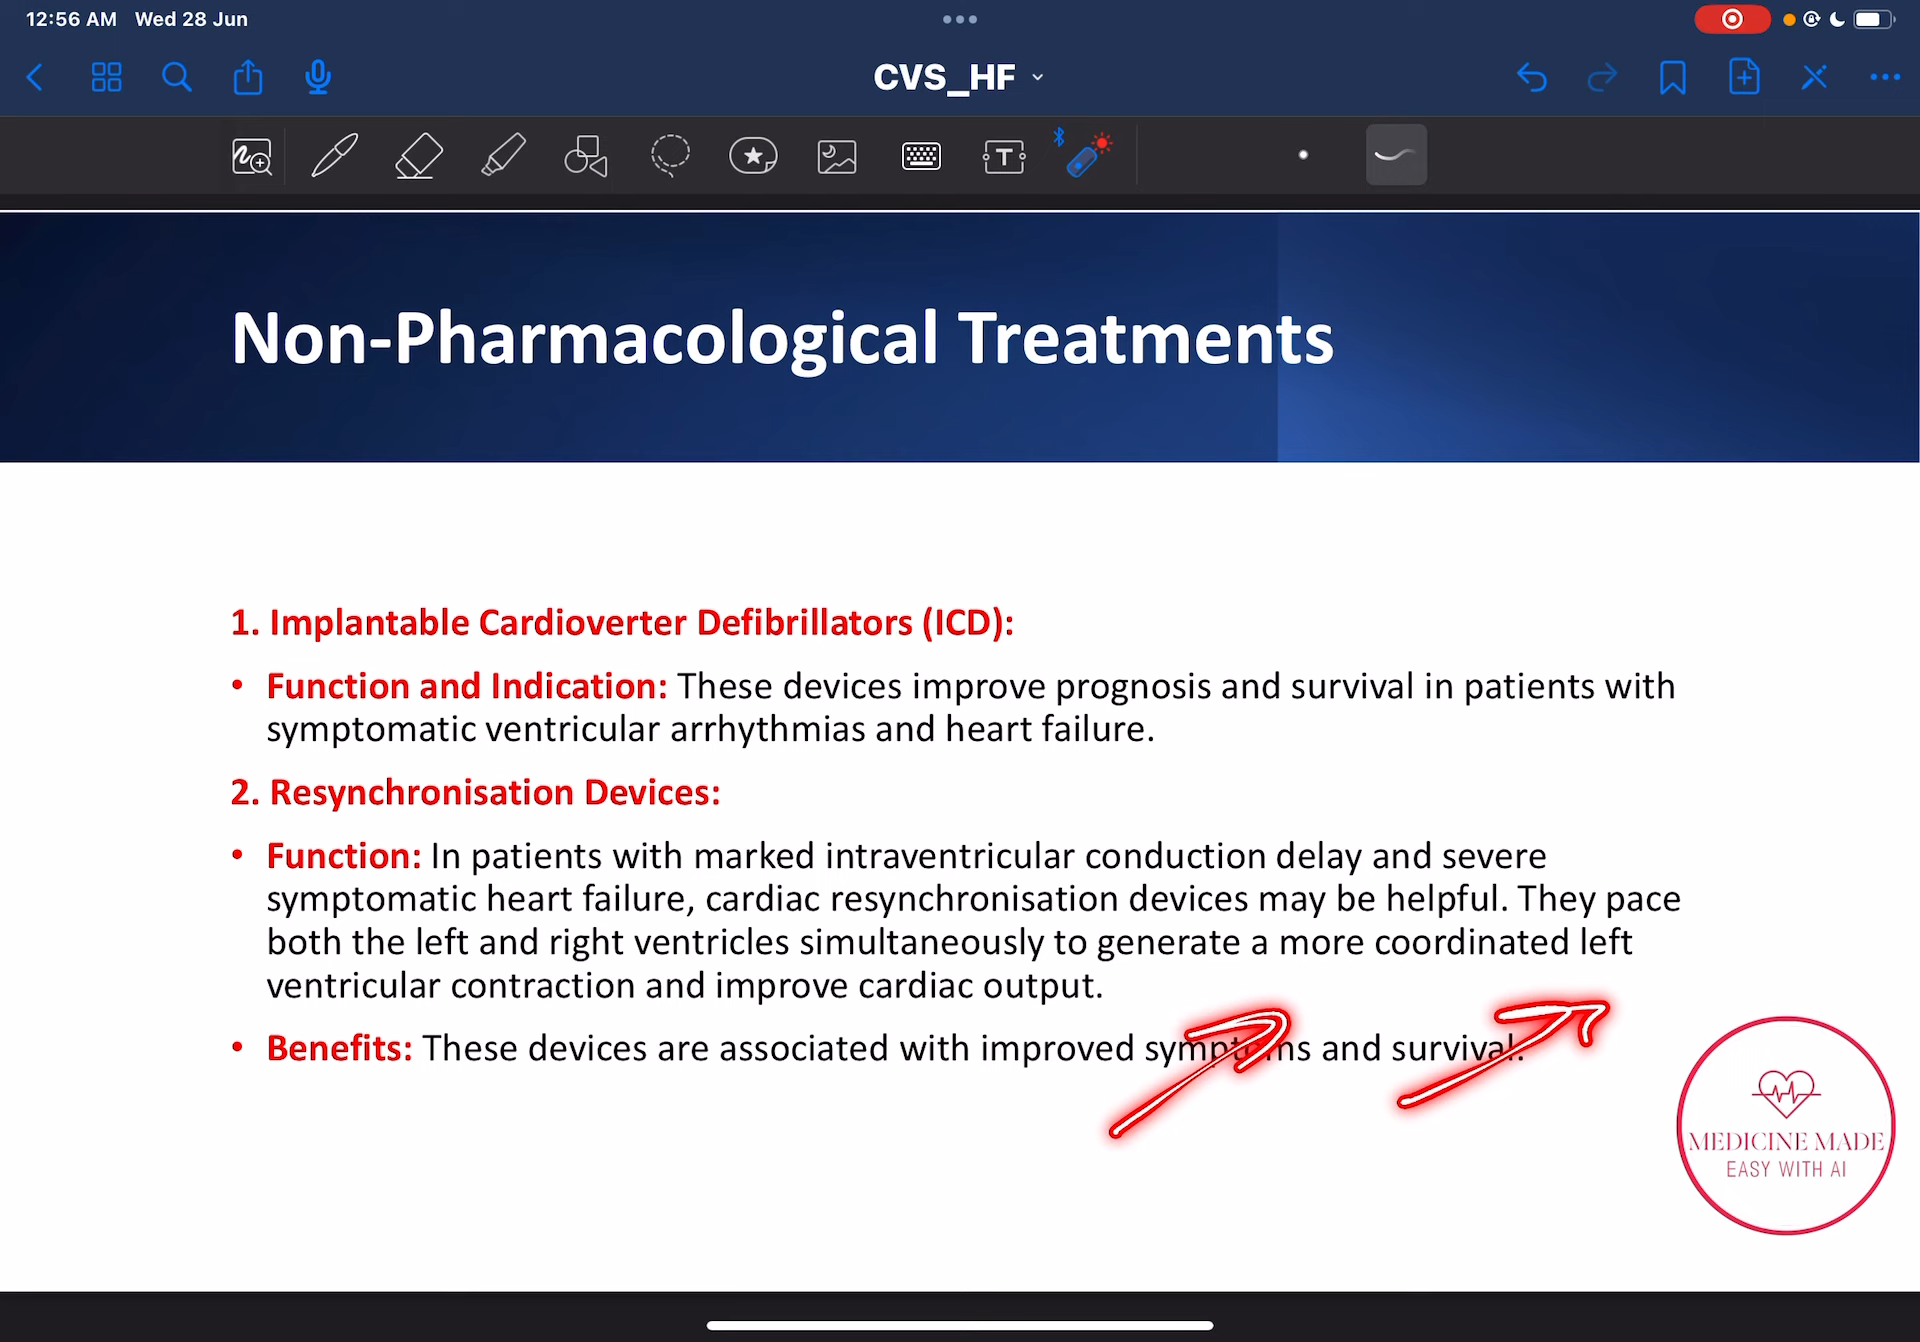 12:56 AM Wed 28 Jun
CVS_HF
T
Non-Pharmacological Treatments
1. Implantable Cardioverter Defibrillators (ICD):
• Function and Indication: These devices improve prognosis and survival in patients with
symptomatic ventricular arrhythmias and heart failure.
2. Resynchronisation Devices:
• Function: In patients with marked intraventricular conduction delay and severe
symptomatic heart failure, cardiac resynchronisation devices may be helpful. They pace
both the left and right ventricles simultaneously to generate a more coordinated left
ventricular contraction and improve cardiac output.
• Benefits: These devices are associated with improved symptoms and survival.
MEDICINE MADE
EASY WITH AI